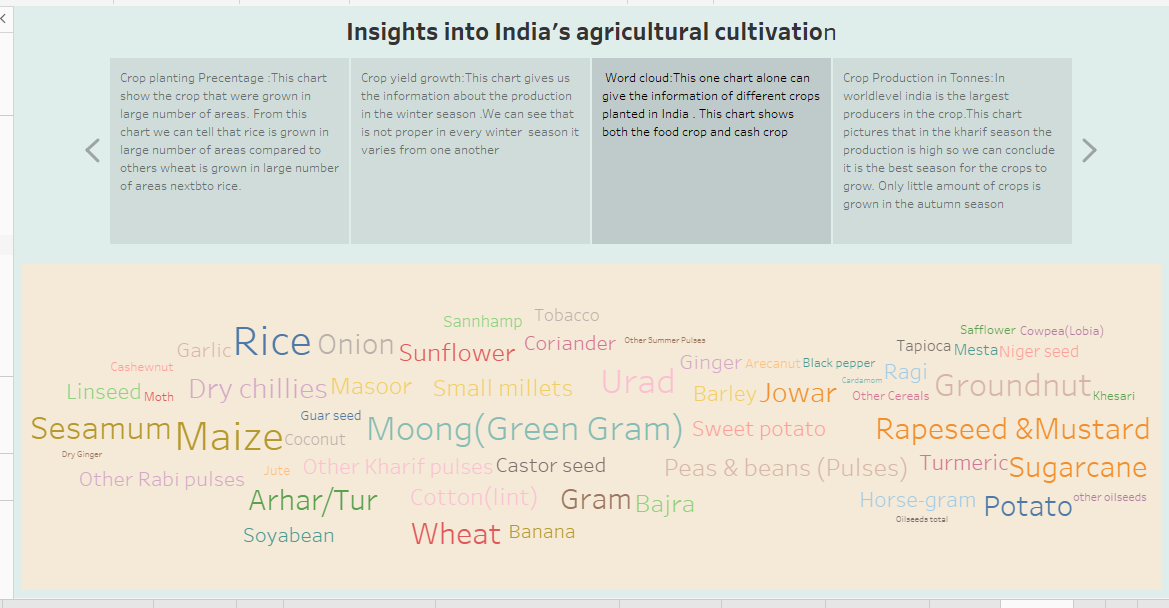 Insights into India's agricultural cultivation
Crop planting Precentage :This chart
show the crop that were grown in
large number of areas. From this
chart we can tell that rice is grown in
large number of areas compared to
others wheat is grown in large number
of areas nextbto rice.
Crop yield growth:This chart gives us
the information about the production
in the winter season .We can see that
is not proper in every winter season it
varies from one another
Word cloud:This one chart alone can
give the information of different crops
planted in India . This chart shows
both the food crop and cash crop
Crop Production in Tonnes:In
worldlevel india is the largest
producers in the crop.This chart
pictures that in the kharif season the
production is high so we can conclude
it is the best season for the crops to
grow. Only little amount of crops is
grown in the autumn season
Sannhamp Tobacco
Safflower Cowpea(Lobia)
Garlic Rice Onion Sunflower Coriander Other Summer Pulses Tapioca Mesta Niger seed
Cashewnut Ginger Arecanut Black pepper
Linseed Moth Dry chillies Masoor Small millets Urad Barley Jowar Cardamom Ragi Other Cereals Groundnut Khesari
Guar seed
Sesamum Maize Coconut Moong(Green Gram) Sweet potato Rapeseed &Mustard
Dry Ginger
Other Rabi pulses Jute Other Kharif pulses Castor seed Peas & beans (Pulses) Turmeric Sugarcane
Arhar/Tur Cotton(lint) Gram Bajra Horse-gram Potato other oilseeds
Oilseeds total
Soyabean Wheat Banana